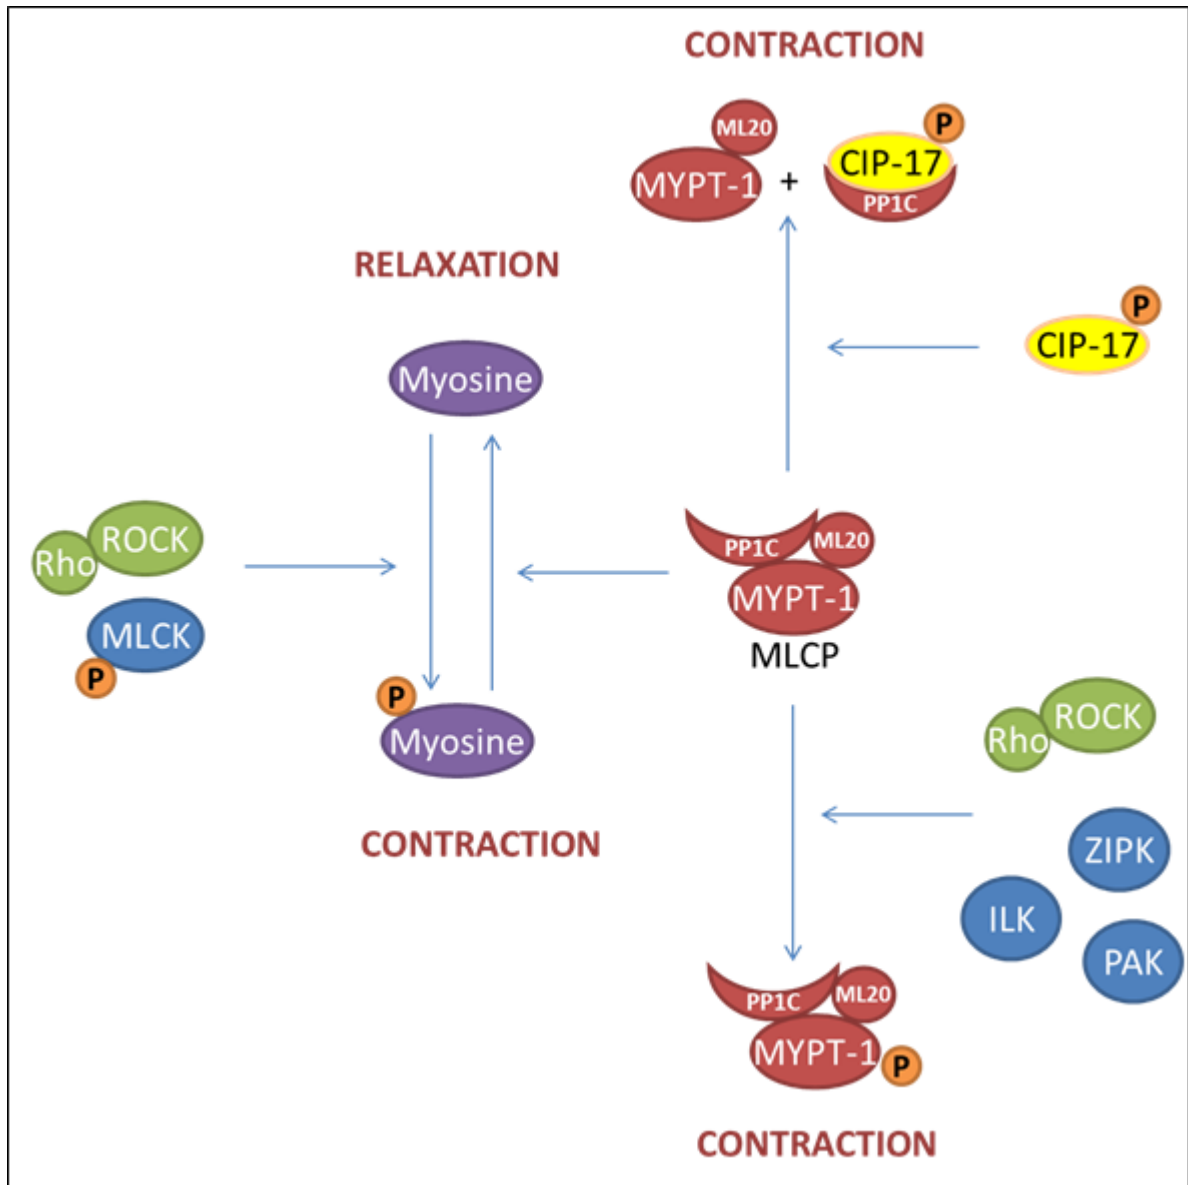 CONTRACTION
ML20
P
MYPT-1
+
CIP-17
PP1C
RELAXATION
P
CIP-17
Myosine
Rho
ROCK
MLCK
P
PP1C
ML20
MYPT-1
MLCP
P
Myosine
CONTRACTION
Rho
ROCK
ZIPK
ILK
PAK
PP1C
ML20
MYPT-1
P
CONTRACTION